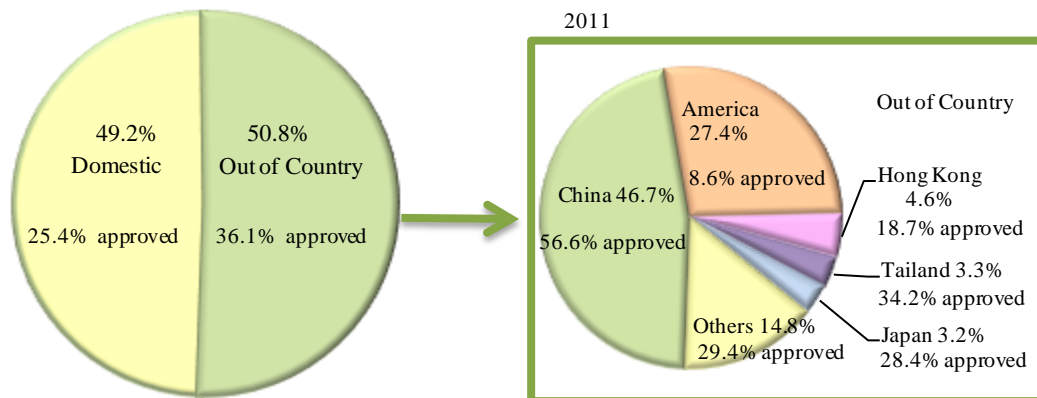 2011
49.2%
Domestic
25.4% approved
50.8%
Out of Country
36.1% approved
Out of Country
America
27.4%
8.6% approved
Hong Kong
4.6%
18.7% approved
Tailand 3.3%
34.2% approved
Japan 3.2%
28.4% approved
Others 14.8%
29.4% approved
China 46.7%
56.6% approved